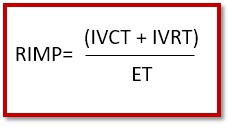 RIMP= (IVCT + IVRT)
ET